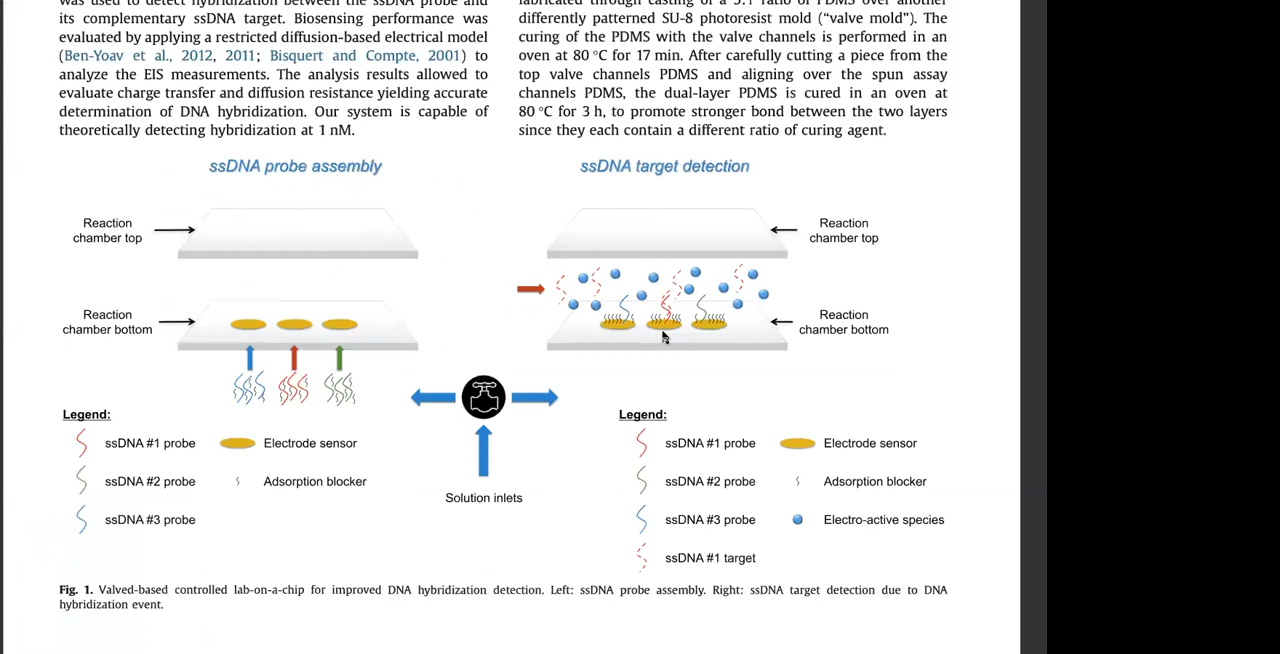 was used to detect hybridization between the ssDNA probe and
its complementary ssDNA target. Biosensing performance was
evaluated by applying a restricted diffusion-based electrical model
(Ben-Yoav et al., 2012, 2011; Bisquert and Compte, 2001) to
analyze the EIS measurements. The analysis results allowed to
evaluate charge transfer and diffusion resistance yielding accurate
determination of DNA hybridization. Our system is capable of
theoretically detecting hybridization at 1 nM.
fabricated through casting of a 5:1 ratio of PDMS over another
differently patterned SU-8 photoresist mold (“valve mold”). The
curing of the PDMS with the valve channels is performed in an
oven at 80 °C for 17 min. After carefully cutting a piece from the
top valve channels PDMS and aligning over the spun assay
channels PDMS, the dual-layer PDMS is cured in an oven at
80 °C for 3 h, to promote stronger bond between the two layers
since they each contain a different ratio of curing agent.
ssDNA probe assembly
Reaction
chamber top
Reaction
chamber bottom
Legend:
ssDNA #1 probe
Electrode sensor
ssDNA #2 probe
Adsorption blocker
ssDNA #3 probe
Solution inlets
ssDNA target detection
Reaction
chamber top
Reaction
chamber bottom
Legend:
ssDNA #1 probe
Electrode sensor
ssDNA #2 probe
Adsorption blocker
ssDNA #3 probe
Electro-active species
ssDNA #1 target
Fig. 1. Valved-based controlled lab-on-a-chip for improved DNA hybridization detection. Left: ssDNA probe assembly. Right: ssDNA target detection due to DNA
hybridization event.